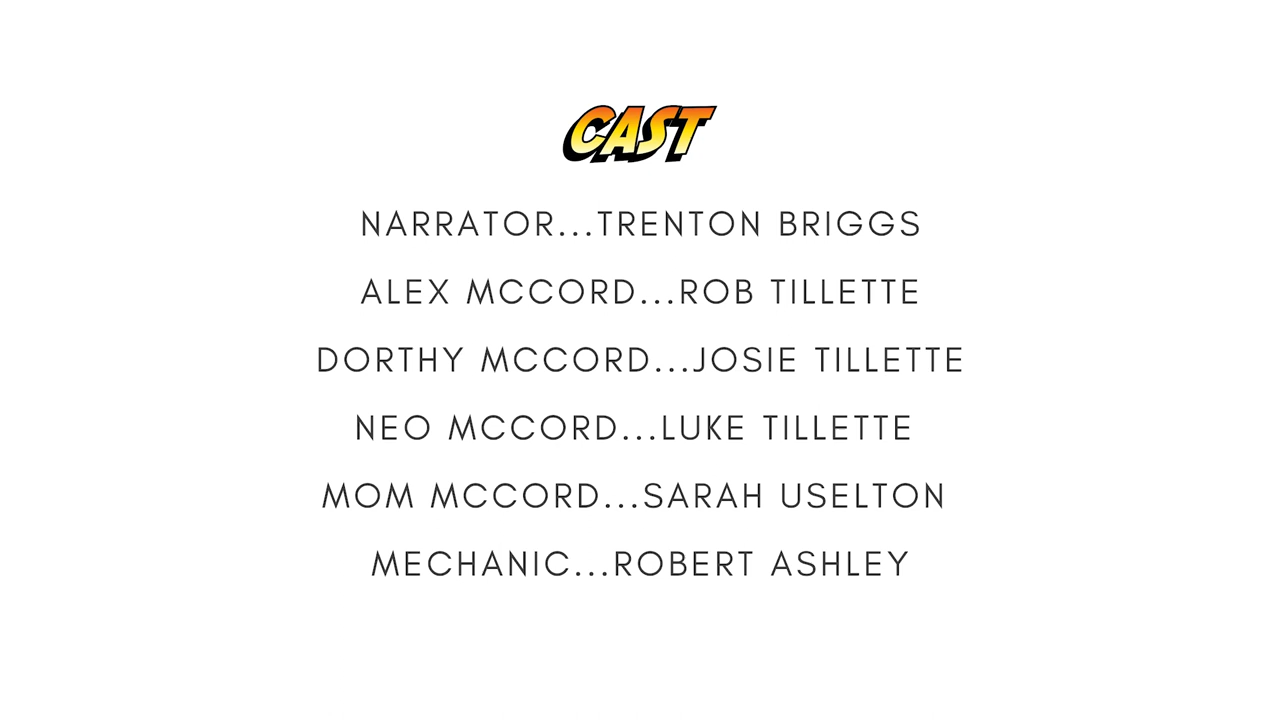 CAST
NARRATOR...TRENTON BRIGGS
ALEX MCCORD...ROB TILLETTE
DORTHY MCCORD...JOSIE TILLETTE
NEO MCCORD...LUKE TILLETTE
MOM MCCORD...SARAH USELTON
MECHANIC...ROBERT ASHLEY